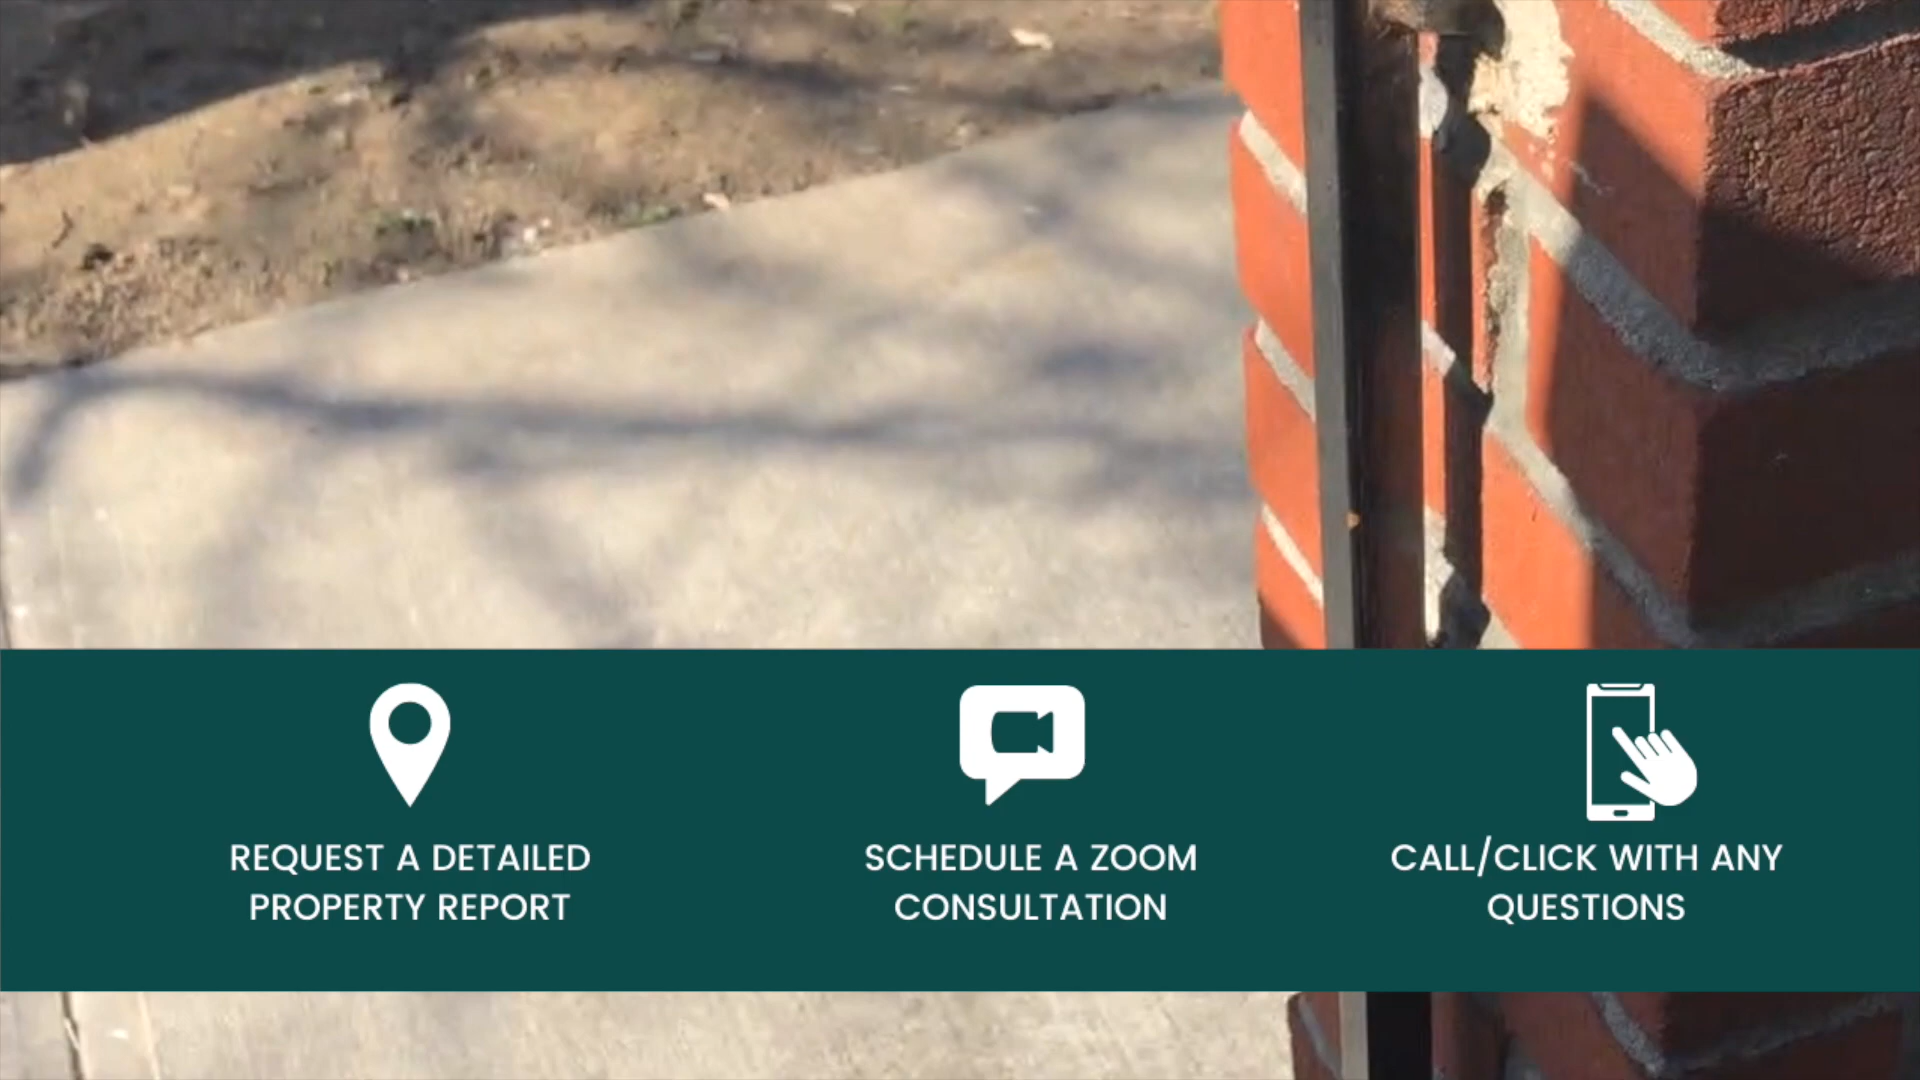 REQUEST A DETAILED
PROPERTY REPORT
SCHEDULE A ZOOM
CONSULTATION
CALL/CLICK WITH ANY
QUESTIONS